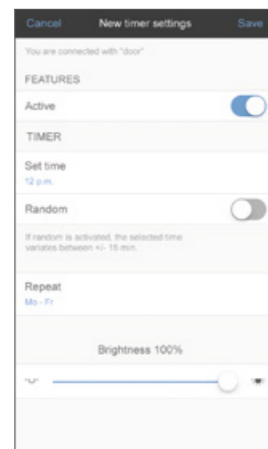 Cancel New timer settings Save
You are connected with "door"
FEATURES
Active
TIMER
Set time
12 p.m.
Random
If random is activated, the selected time
variates between +/- 15 min.
Repeat
Mo - Fr
Brightness 100%